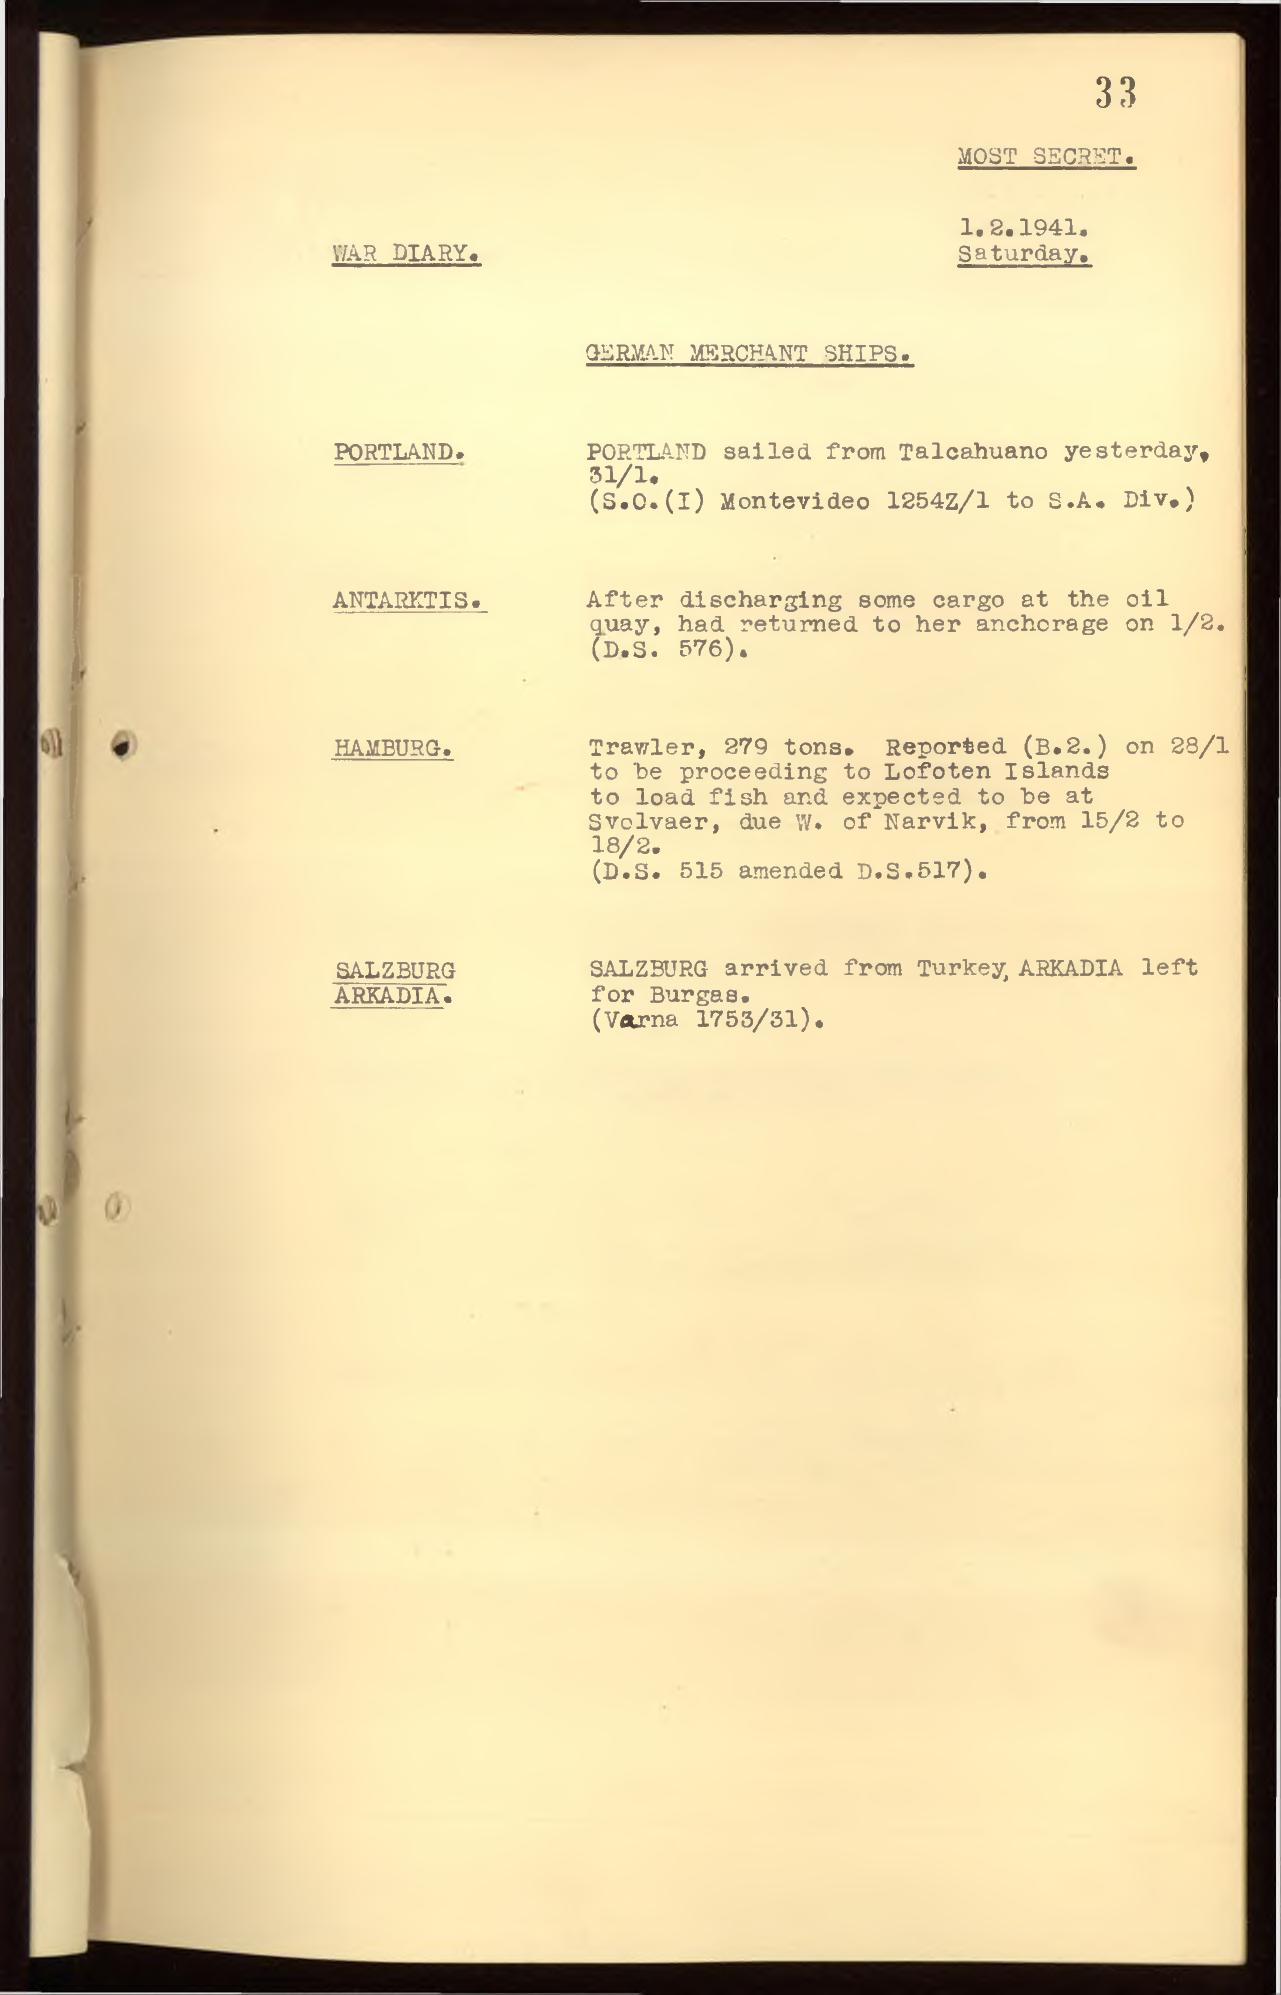 33
MOST SECRET.
1.2.1941.
WAR DIARY. Saturday.
GERMAN MERCHANT SHIPS.
PORTLAND. PORTLAND sailed from Talcahuano yesterday,
31/1.
(S.O.(I) Montevideo 1254Z/1 to S.A. Div.)
ANTARKTIS. After discharging some cargo at the oil
quay, had returned to her anchorage on 1/2.
(D.S. 576).
HAMBURG. Trawler, 279 tons. Reported (B.2.) on 28/1
to be proceeding to Lofoten Islands
to load fish and expected to be at
Svolvaer, due W. of Narvik, from 15/2 to
18/2.
(D.S. 515 amended D.S.517).
SALZBURG SALZBURG arrived from Turkey, ARKADIA left
ARKADIA. for Burgas.
(Varna 1753/31).